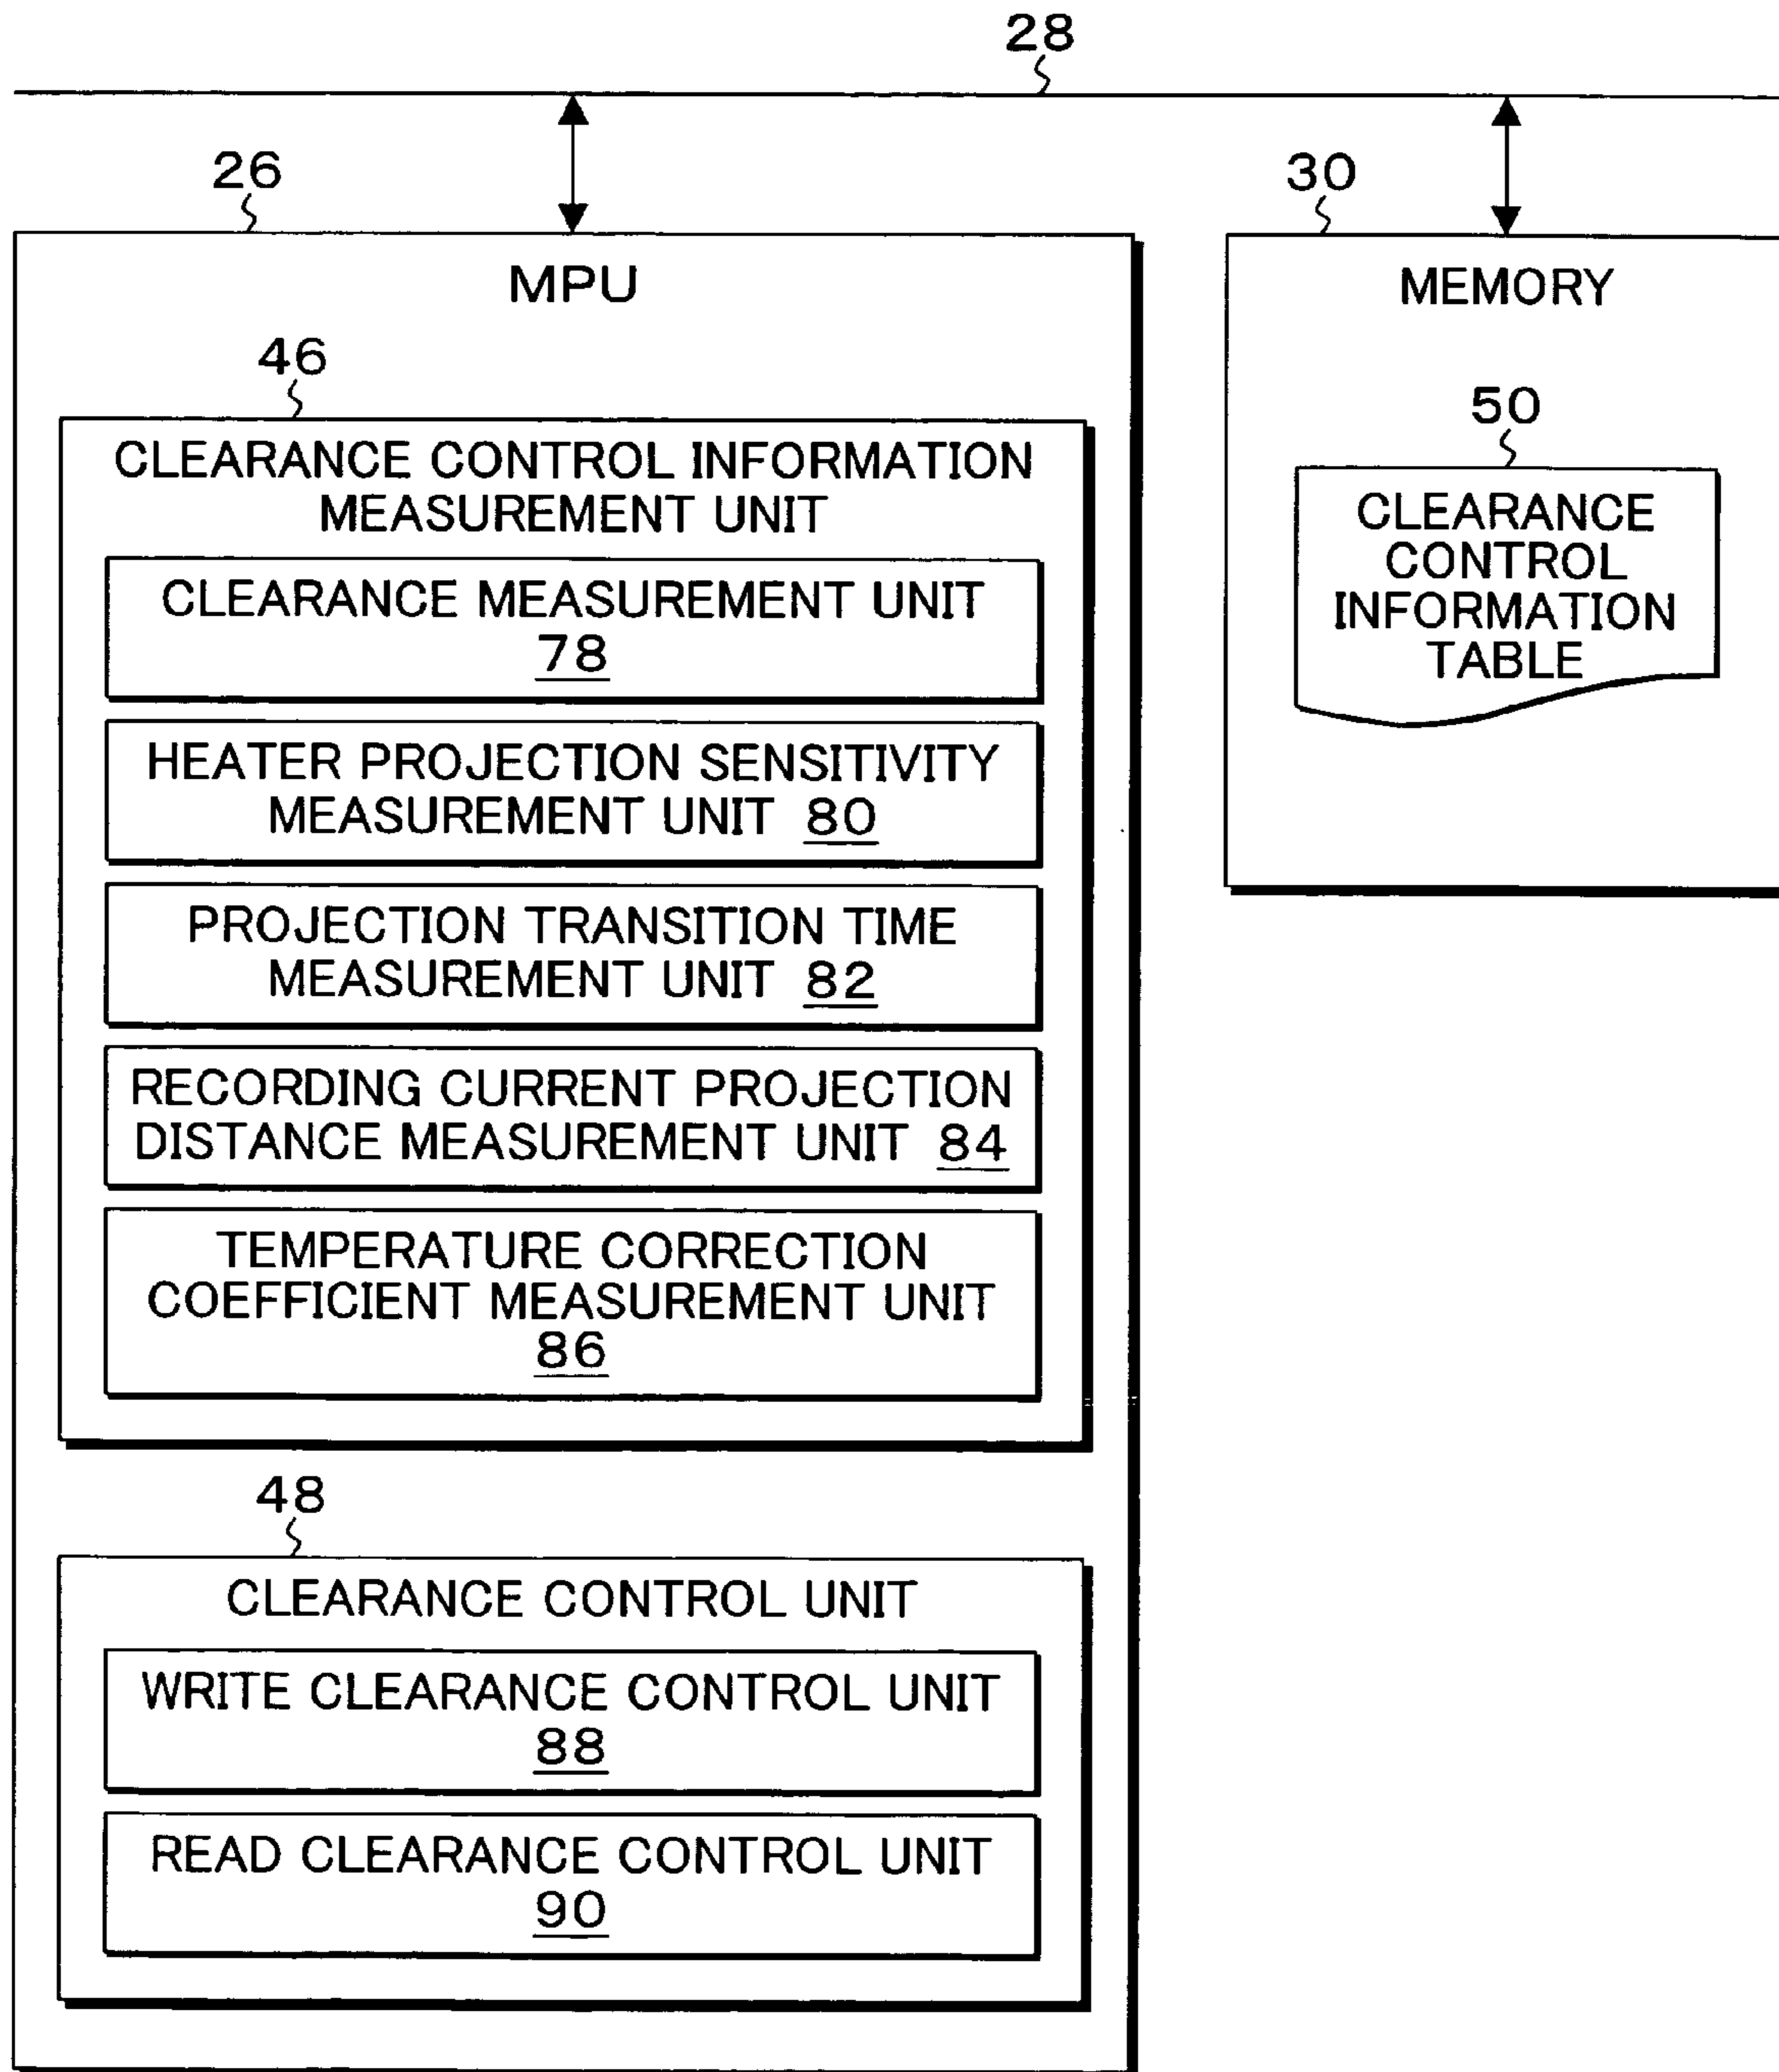 28
26
30
MPU
MEMORY
46
CLEARANCE CONTROL INFORMATION
MEASUREMENT UNIT
CLEARANCE MEASUREMENT UNIT
78
HEATER PROJECTION SENSITIVITY
MEASUREMENT UNIT 80
PROJECTION TRANSITION TIME
MEASUREMENT UNIT 82
RECORDING CURRENT PROJECTION
DISTANCE MEASUREMENT UNIT 84
TEMPERATURE CORRECTION
COEFFICIENT MEASUREMENT UNIT
86
50
CLEARANCE
CONTROL
INFORMATION
TABLE
48
CLEARANCE CONTROL UNIT
WRITE CLEARANCE CONTROL UNIT
88
READ CLEARANCE CONTROL UNIT
90